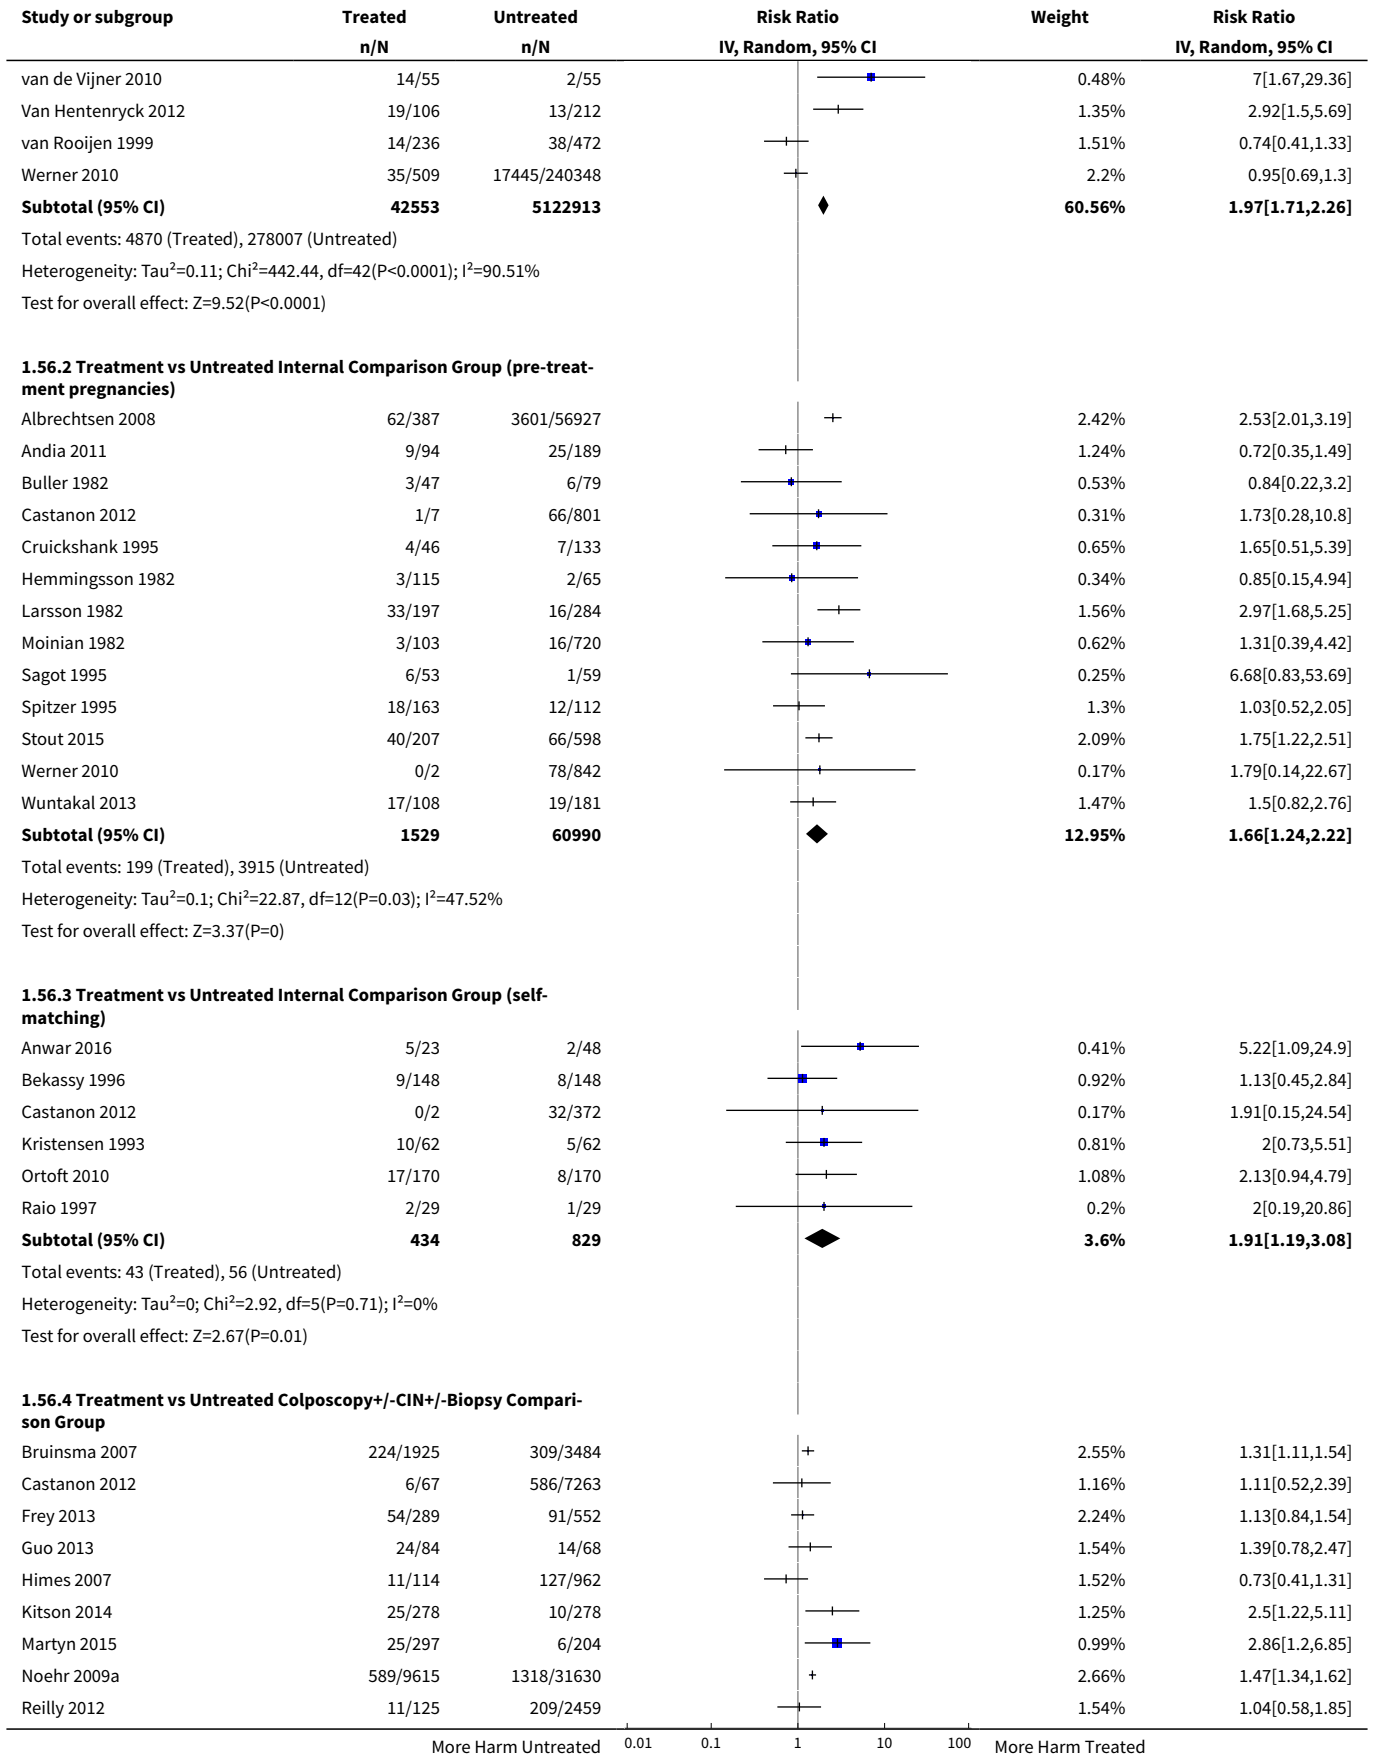 Study or subgroup Treated Untreated Risk Ratio Weight Risk Ratio
n/N n/N IV, Random, 95% CI IV, Random, 95% CI
van de Vijner 2010 14/55 2/55 0.48% 7[1.67,29.36]
Van Hentenryck 2012 19/106 13/212 1.35% 2.92[1.5,5.69]
van Rooijen 1999 14/236 38/472 1.51% 0.74[0.41,1.33]
Werner 2010 35/509 17445/240348 2.2% 0.95[0.69,1.3]
Subtotal (95% CI) 42553 5122913 60.56% 1.97[1.71,2.26]
Total events: 4870 (Treated), 278007 (Untreated)
Heterogeneity: Tau²=0.11; Chi²=442.44, df=42(P<0.0001); I²=90.51%
Test for overall effect: Z=9.52(P<0.0001)
1.56.2 Treatment vs Untreated Internal Comparison Group (pre-treat-
ment pregnancies)
Albrechtsen 2008 62/387 3601/56927 2.42% 2.53[2.01,3.19]
Andia 2011 9/94 25/189 1.24% 0.72[0.35,1.49]
Buller 1982 3/47 6/79 0.53% 0.84[0.22,3.2]
Castanon 2012 1/7 66/801 0.31% 1.73[0.28,10.8]
Cruickshank 1995 4/46 7/133 0.65% 1.65[0.51,5.39]
Hemmingsson 1982 3/115 2/65 0.34% 0.85[0.15,4.94]
Larsson 1982 33/197 16/284 1.56% 2.97[1.68,5.25]
Moinian 1982 3/103 16/720 0.62% 1.31[0.39,4.42]
Sagot 1995 6/53 1/59 0.25% 6.68[0.83,53.69]
Spitzer 1995 18/163 12/112 1.3% 1.03[0.52,2.05]
Stout 2015 40/207 66/598 2.09% 1.75[1.22,2.51]
Werner 2010 0/2 78/842 0.17% 1.79[0.14,22.67]
Wuntakal 2013 17/108 19/181 1.47% 1.5[0.82,2.76]
Subtotal (95% CI) 1529 60990 12.95% 1.66[1.24,2.22]
Total events: 199 (Treated), 3915 (Untreated)
Heterogeneity: Tau²=0.1; Chi²=22.87, df=12(P=0.03); I²=47.52%
Test for overall effect: Z=3.37(P=0)
1.56.3 Treatment vs Untreated Internal Comparison Group (self-
matching)
Anwar 2016 5/23 2/48 0.41% 5.22[1.09,24.9]
Bekassy 1996 9/148 8/148 0.92% 1.13[0.45,2.84]
Castanon 2012 0/2 32/372 0.17% 1.91[0.15,24.54]
Kristensen 1993 10/62 5/62 0.81% 2[0.73,5.51]
Ortoft 2010 17/170 8/170 1.08% 2.13[0.94,4.79]
Raio 1997 2/29 1/29 0.2% 2[0.19,20.86]
Subtotal (95% CI) 434 829 3.6% 1.91[1.19,3.08]
Total events: 43 (Treated), 56 (Untreated)
Heterogeneity: Tau²=0; Chi²=2.92, df=5(P=0.71); I²=0%
Test for overall effect: Z=2.67(P=0.01)
1.56.4 Treatment vs Untreated Colposcopy+/-CIN+/-Biopsy Compari-
son Group
Bruinsma 2007 224/1925 309/3484 2.55% 1.31[1.11,1.54]
Castanon 2012 6/67 586/7263 1.16% 1.11[0.52,2.39]
Frey 2013 54/289 91/552 2.24% 1.13[0.84,1.54]
Guo 2013 24/84 14/68 1.54% 1.39[0.78,2.47]
Himes 2007 11/114 127/962 1.52% 0.73[0.41,1.31]
Kitson 2014 25/278 10/278 1.25% 2.5[1.22,5.11]
Martyn 2015 25/297 6/204 0.99% 2.86[1.2,6.85]
Noehr 2009a 589/9615 1318/31630 2.66% 1.47[1.34,1.62]
Reilly 2012 11/125 209/2459 1.54% 1.04[0.58,1.85]
More Harm Untreated 0.01 0.1 1 10 100 More Harm Treated